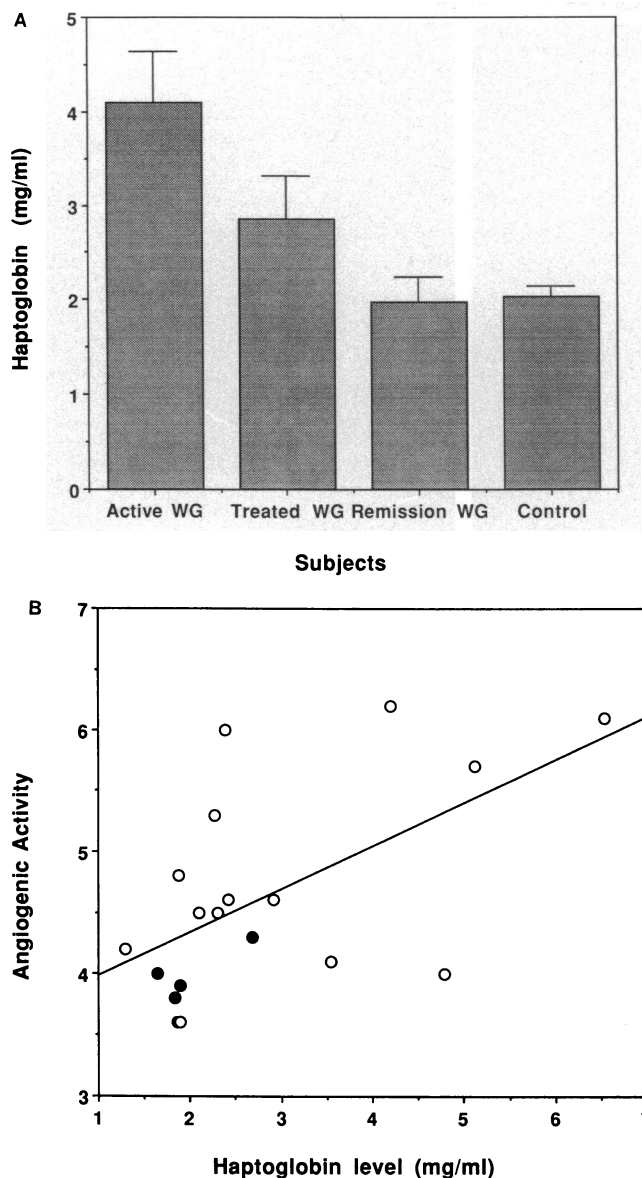 A
Haptoglobin (mg/ml)
5
4
3
2
1
0
Active WG Treated WG Remission WG Control
Subjects
B
Angiogenic Activity
7
6
5
4
3
1 2 3 4 5 6 7
Haptoglobin level (mg/ml)